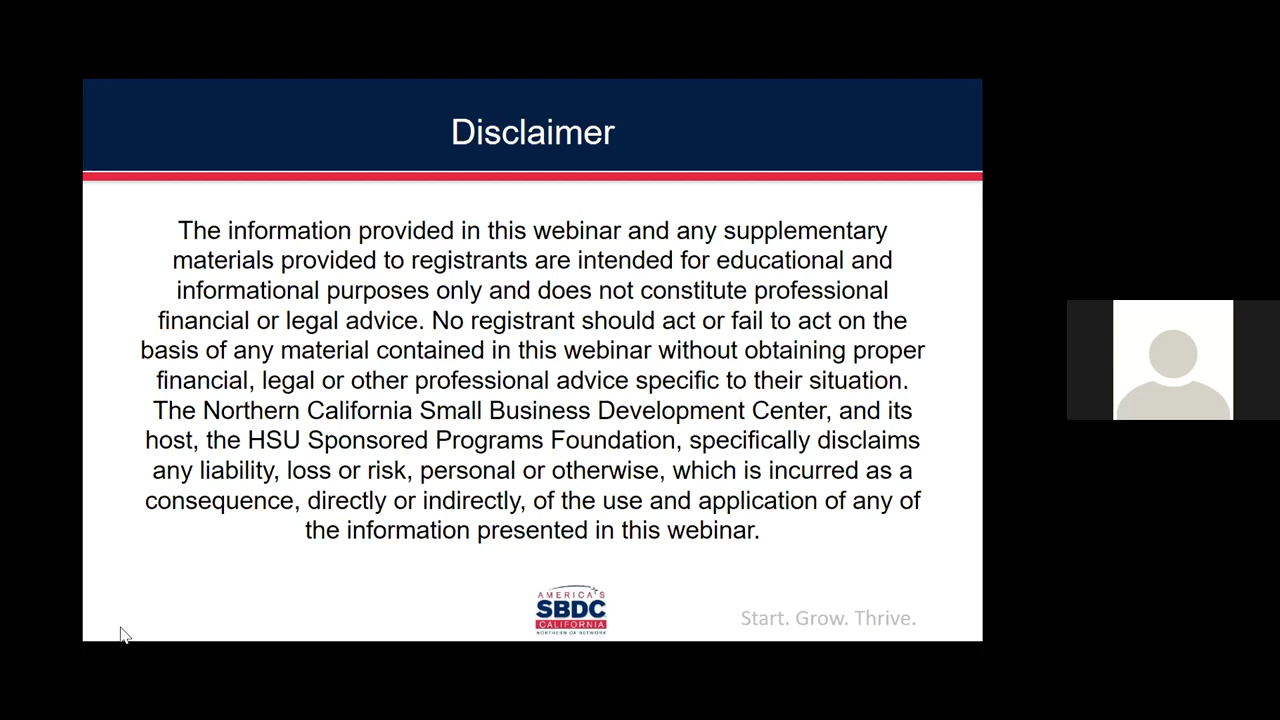 Disclaimer
The information provided in this webinar and any supplementary
materials provided to registrants are intended for educational and
informational purposes only and does not constitute professional
financial or legal advice. No registrant should act or fail to act on the
basis of any material contained in this webinar without obtaining proper
financial, legal or other professional advice specific to their situation.
The Northern California Small Business Development Center, and its
host, the HSU Sponsored Programs Foundation, specifically disclaims
any liability, loss or risk, personal or otherwise, which is incurred as a
consequence, directly or indirectly, of the use and application of any of
the information presented in this webinar.
AMERICA'S
SBDC
CALIFORNIA
NORTHERN CA NETWORK
Start. Grow. Thrive.